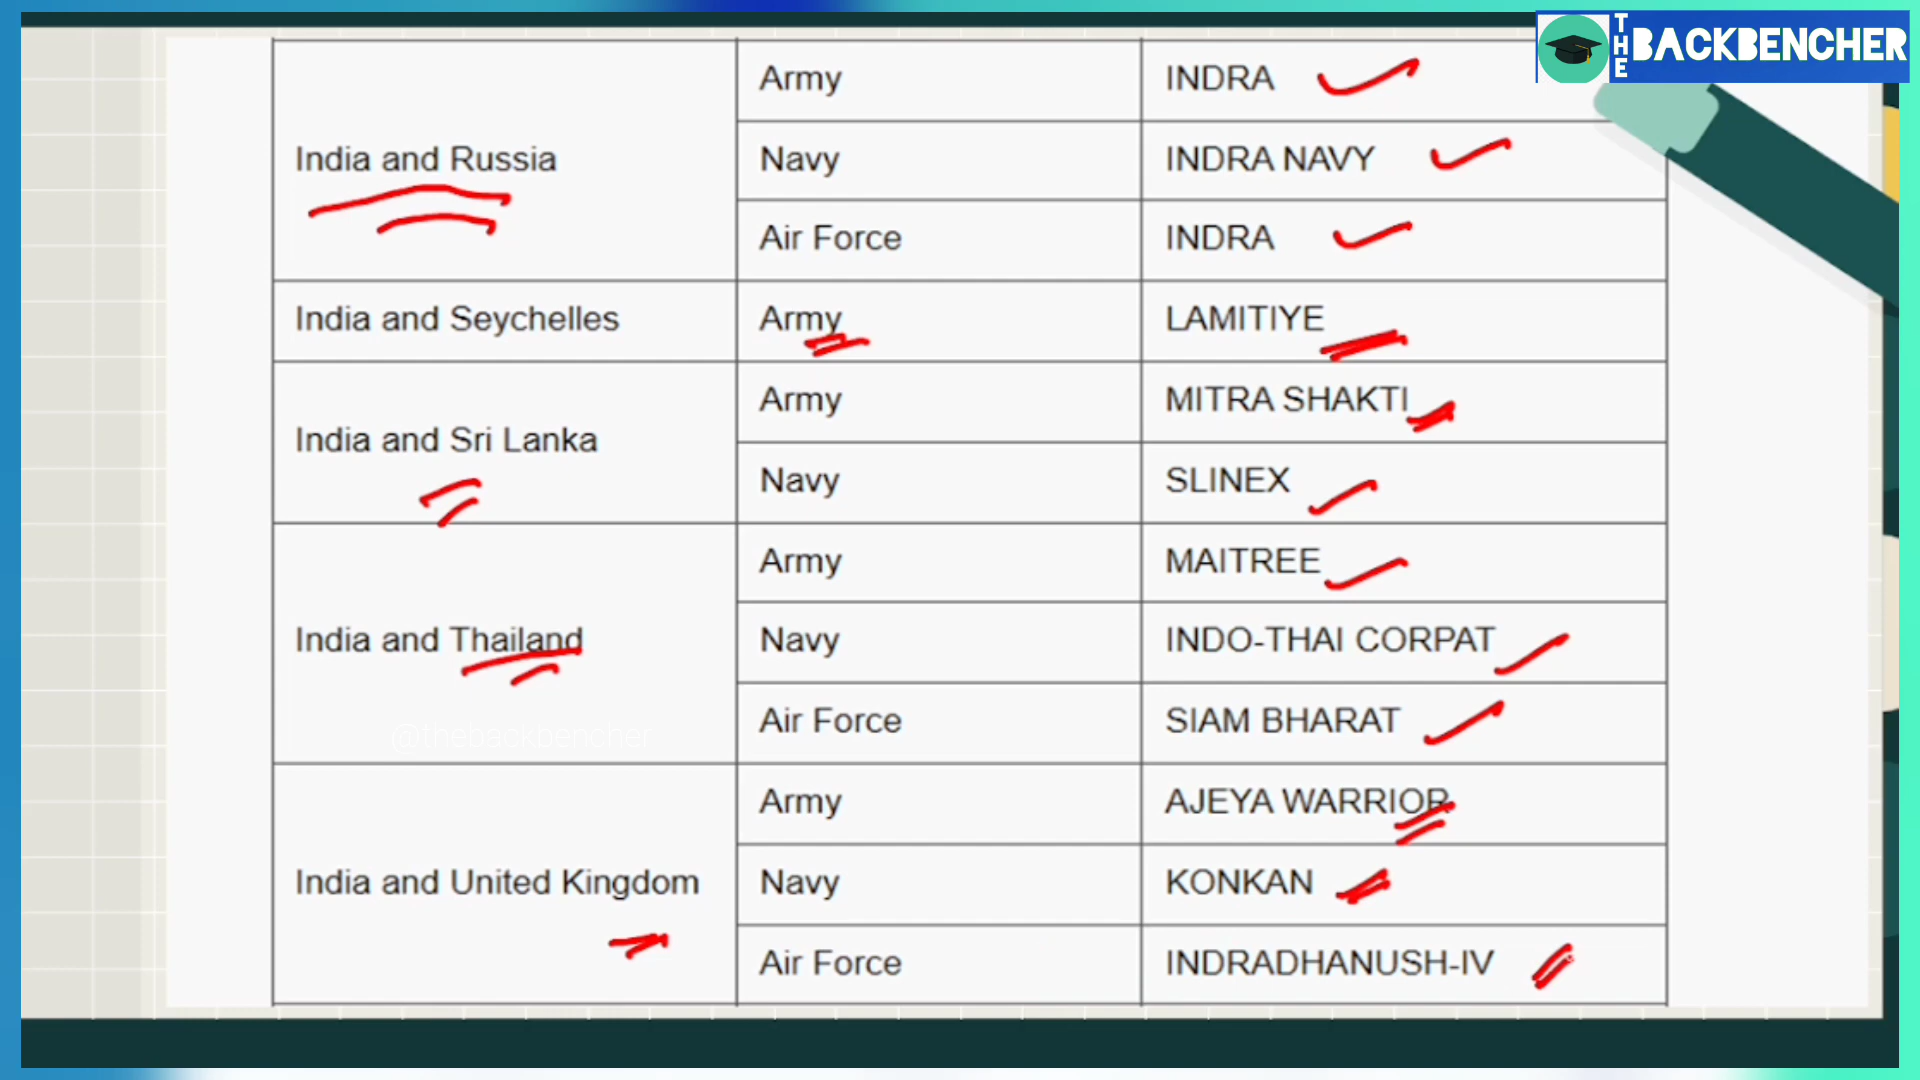 THE BACKBENCHER
India and Russia
Army INDRA
Navy INDRA NAVY
Air Force INDRA
India and Seychelles Army LAMITIYE
India and Sri Lanka
Army MITRA SHAKTI
Navy SLINEX
India and Thailand
Army MAITREE
Navy INDO-THAI CORPAT
Air Force SIAM BHARAT
@thebackbencher
India and United Kingdom
Army AJEYA WARRIOR
Navy KONKAN
Air Force INDRADHANUSH-IV